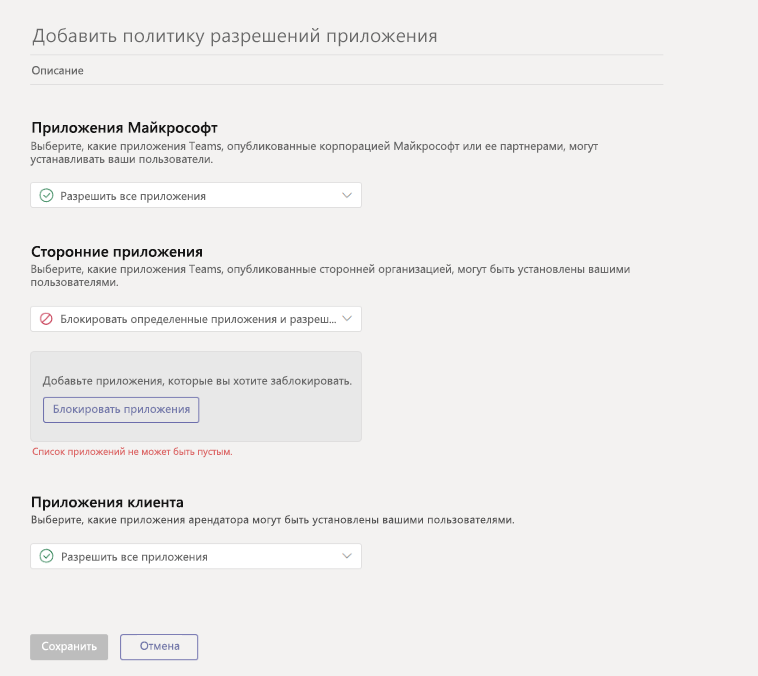 Добавить политику разрешений приложения
Описание
Приложения Майкрософт
Выберите, какие приложения Teams, опубликованные корпорацией Майкрософт или ее партнерами, могут
устанавливать ваши пользователи.
Разрешить все приложения
Сторонние приложения
Выберите, какие приложения Teams, опубликованные сторонней организацией, могут быть установлены вашими
пользователями.
Блокировать определенные приложения и разреш...
Добавьте приложения, которые вы хотите заблокировать.
Блокировать приложения
Список приложений не может быть пустым.
Приложения клиента
Выберите, какие приложения арендатора могут быть установлены вашими пользователями.
Разрешить все приложения
Сохранить
Отмена